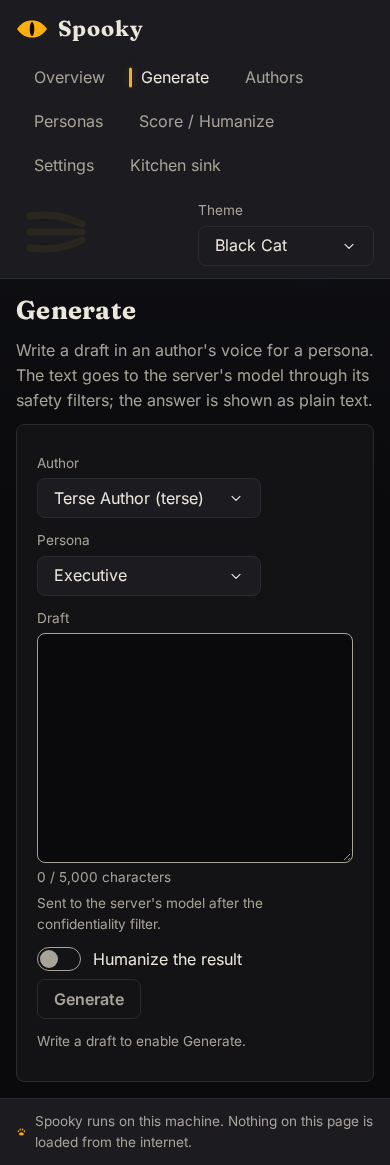 Spooky
Overview
Generate
Authors
Personas
Score / Humanize
Settings
Kitchen sink
Theme
Black Cat
Generate
Write a draft in an author's voice for a persona.
The text goes to the server's model through its
safety filters; the answer is shown as plain text.
Author
Terse Author (terse)
Persona
Executive
Draft
0 / 5,000 characters
Sent to the server's model after the
confidentiality filter.
Humanize the result
Generate
Write a draft to enable Generate.
Spooky runs on this machine. Nothing on this page is
loaded from the internet.